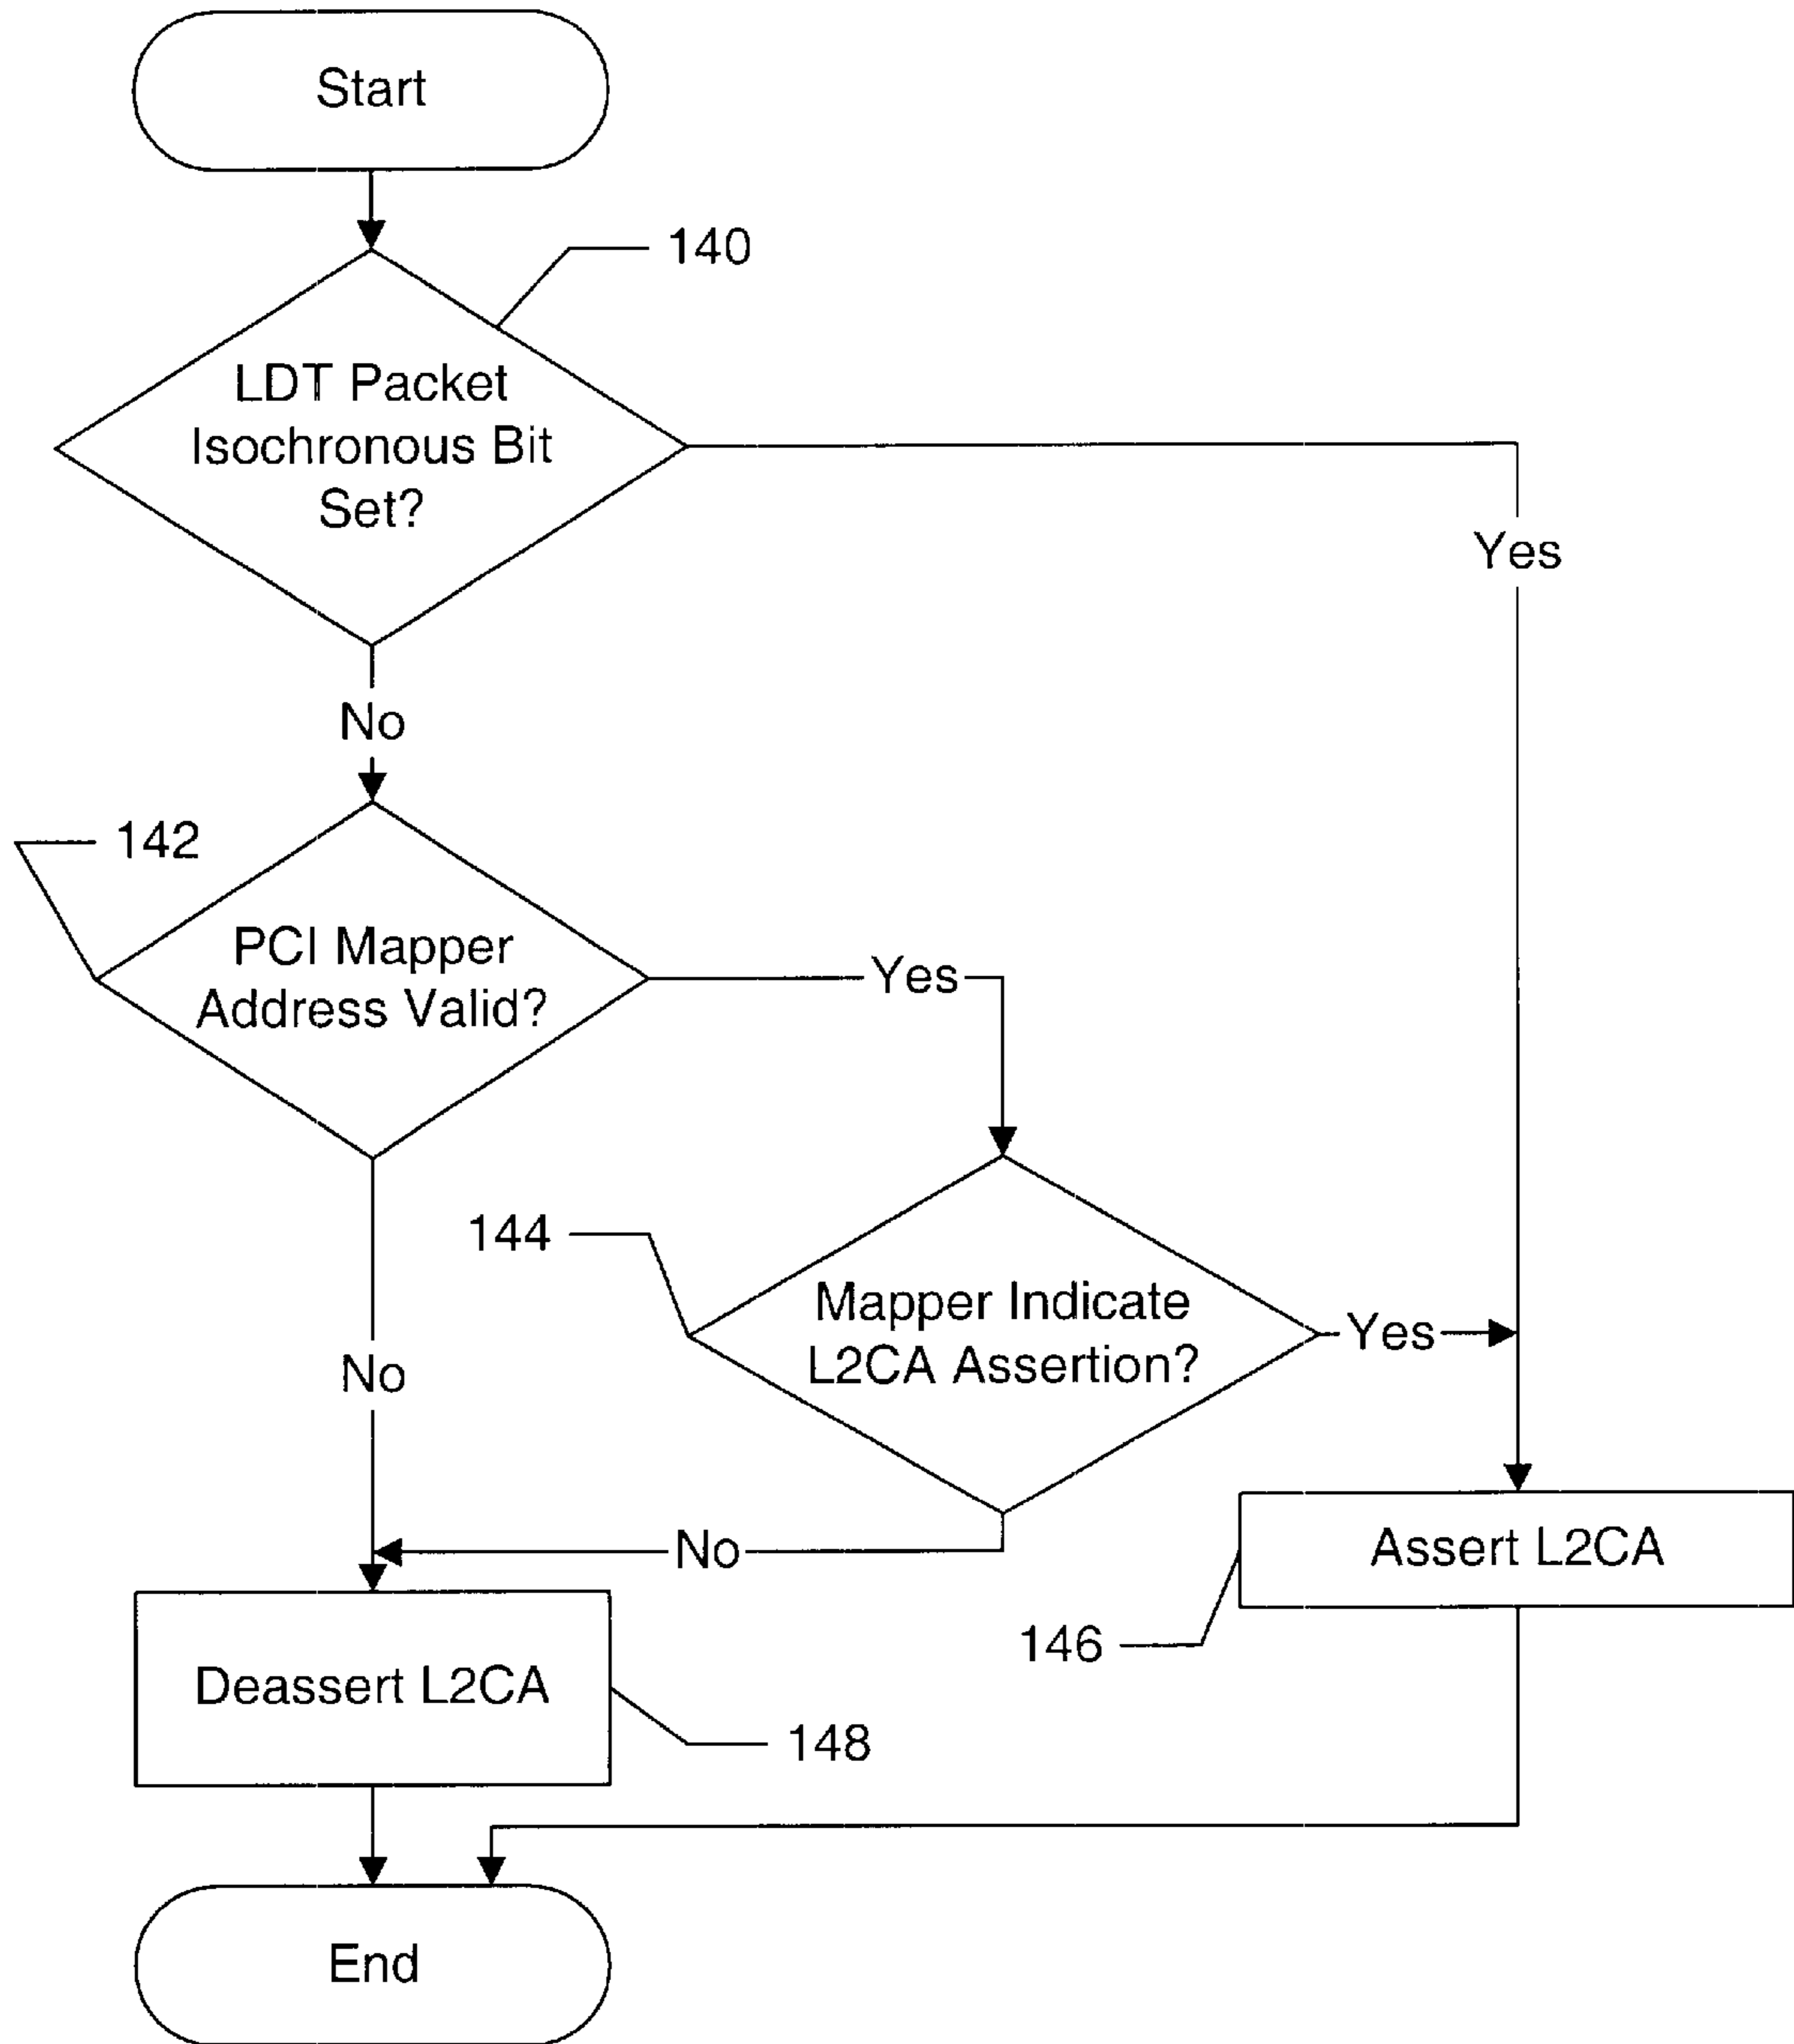 Start
140
LDT Packet
Isochronous Bit
Set?
Yes
No
142
PCI Mapper
Address Valid?
Yes
144
Mapper Indicate
L2CA Assertion?
Yes
No
No
Assert L2CA
146
Deassert L2CA
148
End